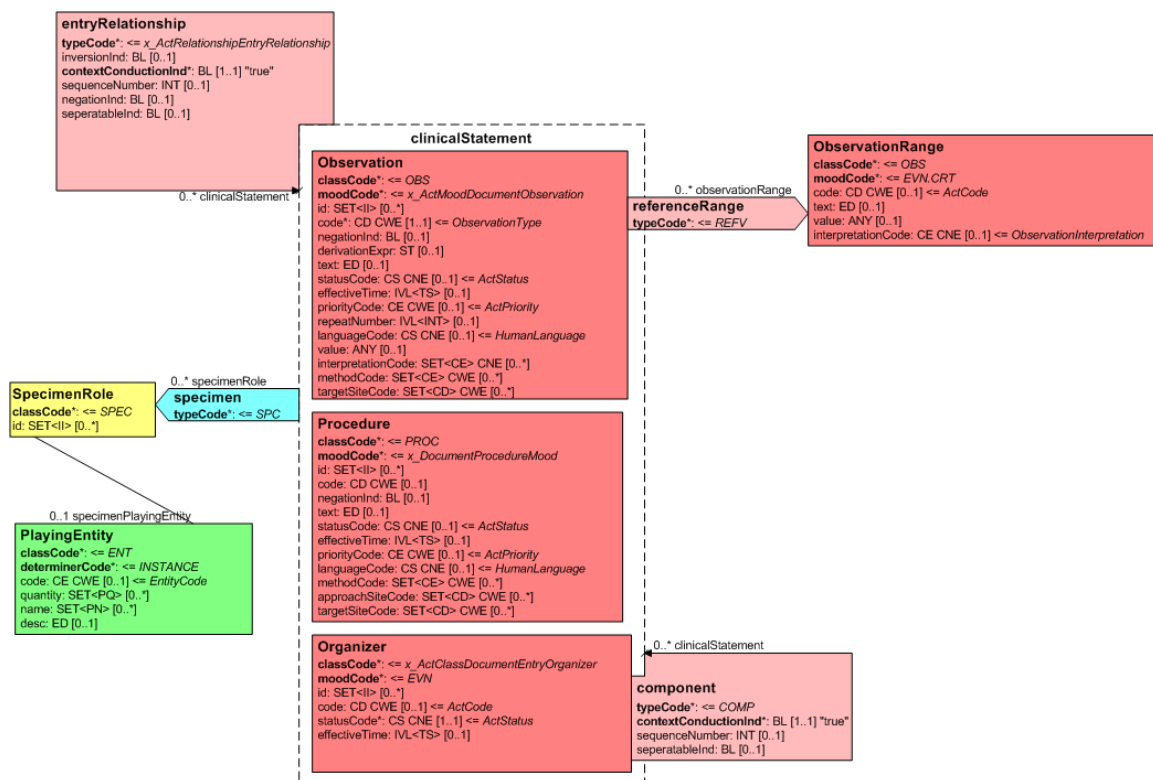 entryRelationship
typeCode*: <= x_ActRelationshipEntryRelationship
inversionInd: BL [0..1]
contextConductionInd*: BL [1..1] "true"
sequenceNumber: INT [0..1]
negationInd: BL [0..1]
seperatableInd: BL [0..1]
0..* clinicalStatement
clinicalStatement
Observation
classCode*: <= OBS
moodCode*: <= x_ActMoodDocumentObservation
id: SET<II> [0..*]
code*: CD CWE [1..1] <= ObservationType
negationInd: BL [0..1]
derivationExpr: ST [0..1]
text: ED [0..1]
statusCode: CS CNE [0..1] <= ActStatus
effectiveTime: IVL<TS> [0..1]
priorityCode: CE CWE [0..1] <= ActPriority
repeatNumber: IVL<INT> [0..1]
languageCode: CS CNE [0..1] <= HumanLanguage
value: ANY [0..1]
interpretationCode: SET<CE> CNE [0..*]
methodCode: SET<CE> CWE [0..*]
targetSiteCode: SET<CD> CWE [0..*]
0..* observationRange
referenceRange
typeCode*: <= REFV
ObservationRange
classCode*: <= OBS
moodCode*: <= EVN.CRT
code: CD CWE [0..1] <= ActCode
text: ED [0..1]
value: ANY [0..1]
interpretationCode: CE CNE [0..1] <= ObservationInterpretation
0..* specimenRole
specimen
typeCode*: <= SPC
SpecimenRole
classCode*: <= SPEC
id: SET<II> [0..*]
0..1 specimenPlayingEntity
PlayingEntity
classCode*: <= ENT
determinerCode*: <= INSTANCE
code: CE CWE [0..1] <= EntityCode
quantity: SET<PQ> [0..*]
name: SET<PN> [0..*]
desc: ED [0..1]
Procedure
classCode*: <= PROC
moodCode*: <= x_DocumentProcedureMood
id: SET<II> [0..*]
code: CD CWE [0..1]
negationInd: BL [0..1]
text: ED [0..1]
statusCode: CS CNE [0..1] <= ActStatus
effectiveTime: IVL<TS> [0..1]
priorityCode: CE CWE [0..1] <= ActPriority
languageCode: CS CNE [0..1] <= HumanLanguage
methodCode: SET<CE> CWE [0..*]
approachSiteCode: SET<CD> CWE [0..*]
targetSiteCode: SET<CD> CWE [0..*]
Organizer
classCode*: <= x_ActClassDocumentEntryOrganizer
moodCode*: <= EVN
id: SET<II> [0..*]
code: CD CWE [0..1] <= ActCode
statusCode*: CS CNE [1..1] <= ActStatus
effectiveTime: IVL<TS> [0..1]
0..* clinicalStatement
component
typeCode*: <= COMP
contextConductionInd*: BL [1..1] "true"
sequenceNumber: INT [0..1]
seperatableInd: BL [0..1]